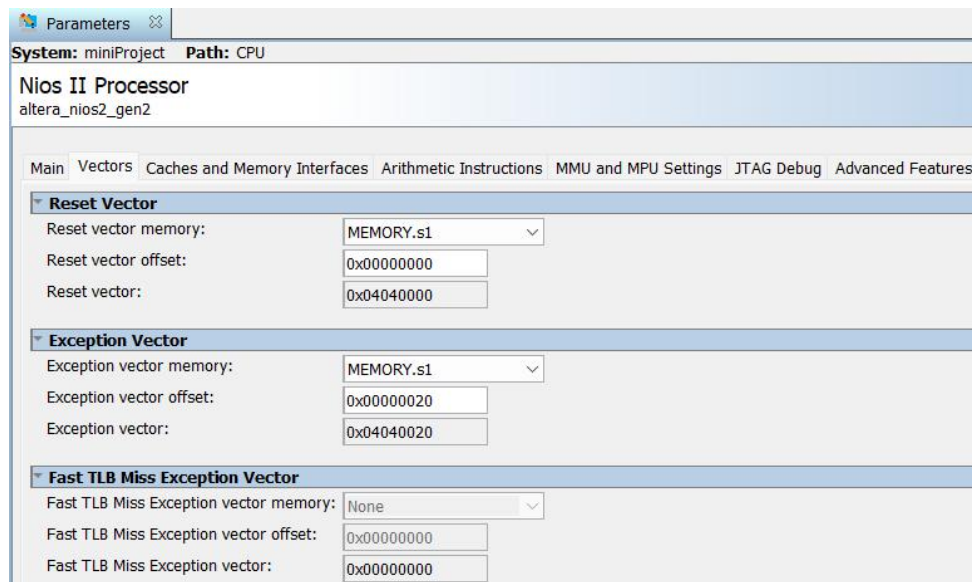 Parameters
System: miniProject Path: CPU
Nios II Processor
altera_nios2_gen2
Main Vectors Caches and Memory Interfaces Arithmetic Instructions MMU and MPU Settings JTAG Debug Advanced Features
Reset Vector
Reset vector memory: MEMORY.s1
Reset vector offset: 0x00000000
Reset vector: 0x04040000
Exception Vector
Exception vector memory: MEMORY.s1
Exception vector offset: 0x00000020
Exception vector: 0x04040020
Fast TLB Miss Exception Vector
Fast TLB Miss Exception vector memory: None
Fast TLB Miss Exception vector offset: 0x00000000
Fast TLB Miss Exception vector: 0x00000000